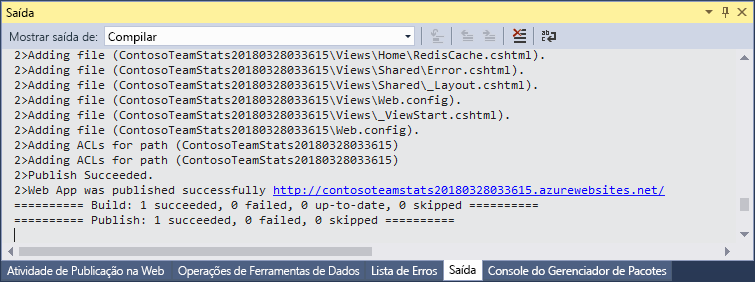 Saída
Mostrar saída de: Compilar
2>Adding file (ContosoTeamStats20180328033615\Views\Home\RedisCache.cshtml).
2>Adding file (ContosoTeamStats20180328033615\Views\Shared\Error.cshtml).
2>Adding file (ContosoTeamStats20180328033615\Views\Shared\_Layout.cshtml).
2>Adding file (ContosoTeamStats20180328033615\Views\Web.config).
2>Adding file (ContosoTeamStats20180328033615\Views\_ViewStart.cshtml).
2>Adding file (ContosoTeamStats20180328033615\Web.config).
2>Adding ACLs for path (ContosoTeamStats20180328033615)
2>Adding ACLs for path (ContosoTeamStats20180328033615)
2>Publish Succeeded.
2>Web App was published successfully http://contosoteamstats20180328033615.azurewebsites.net/
========== Build: 1 succeeded, 0 failed, 0 up-to-date, 0 skipped ==========
========== Publish: 1 succeeded, 0 failed, 0 skipped ==========
Atividade de Publicação na Web Operações de Ferramentas de Dados Lista de Erros Saída Console do Gerenciador de Pacotes